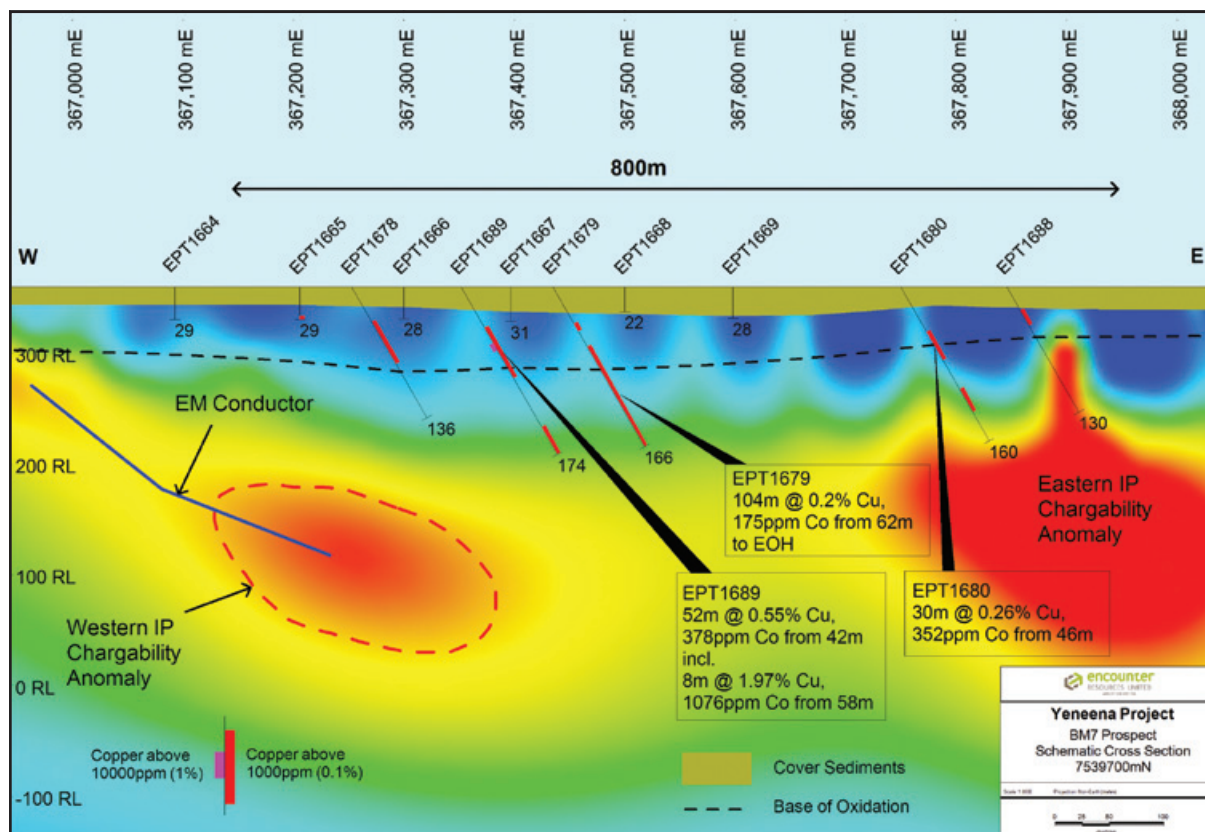 367,000 mE
367,100 mE
367,200 mE
367,300 mE
367,400 mE
367,500 mE
367,600 mE
367,700 mE
367,800 mE
367,900 mE
368,000 mE
800m
W
E
EPT1664
EPT1665
EPT1678
EPT1666
EPT1689
EPT1667
EPT1679
EPT1668
EPT1669
EPT1680
EPT1688
29
29
28
31
22
28
136
174
166
160
130
300 RL
200 RL
100 RL
0 RL
-100 RL
EM Conductor
Western IP
Chargability
Anomaly
Eastern IP
Chargability
Anomaly
EPT1679
104m @ 0.2% Cu,
175ppm Co from 62m
to EOH
EPT1689
52m @ 0.55% Cu,
378ppm Co from 42m
incl.
8m @ 1.97% Cu,
1076ppm Co from 58m
EPT1680
30m @ 0.26% Cu,
352ppm Co from 46m
Copper above
10000ppm (1%)
Copper above
1000ppm (0.1%)
Cover Sediments
Base of Oxidation
encounter
RESOURCES LIMITED
Yeneena Project
BM7 Prospect
Schematic Cross Section
7539700mN
0 25 50 100